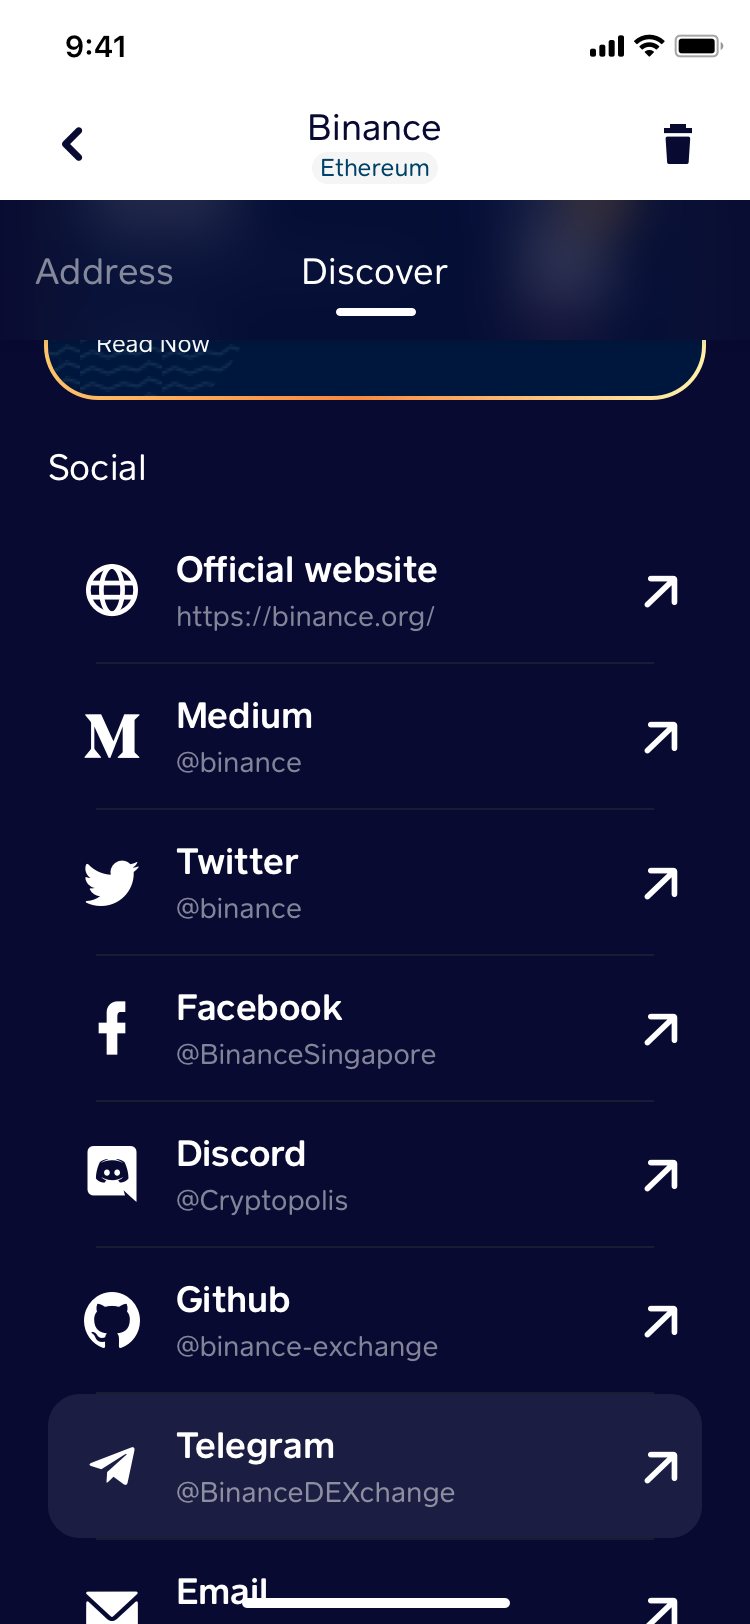 9:41
Binance
Ethereum
Address
Discover
Read Now
Social
Official website
https://binance.org/
Medium
@binance
Twitter
@binance
Facebook
@BinanceSingapore
Discord
@Cryptopolis
Github
@binance-exchange
Telegram
@BinanceDEXchange
Email